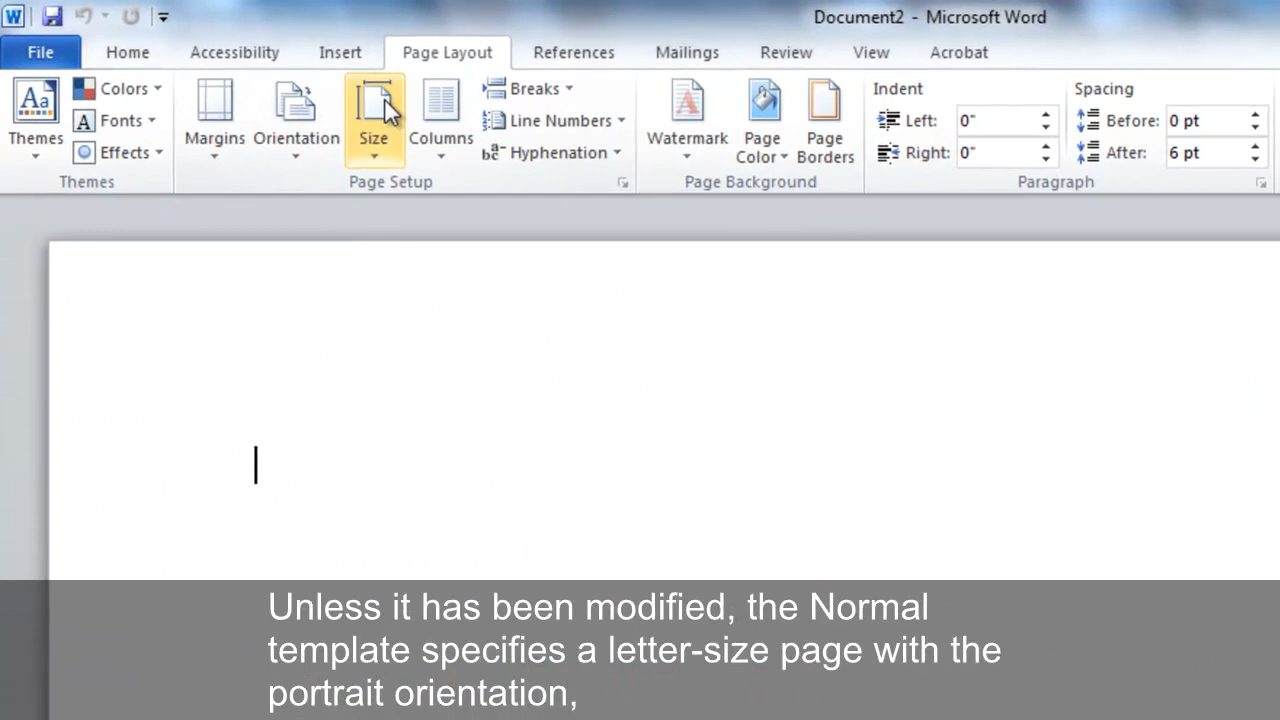 Document2 - Microsoft Word
File Home Accessibility Insert Page Layout References Mailings Review View Acrobat
Aa Colors Breaks Indent Spacing
A Fonts Line Numbers Left: 0" Before: 0 pt
Themes Margins Orientation Size Columns Watermark Page Color Page Borders
Effects bc Hyphenation Right: 0" After: 6 pt
Themes Page Setup Page Background Paragraph
Unless it has been modified, the Normal
template specifies a letter-size page with the
portrait orientation,